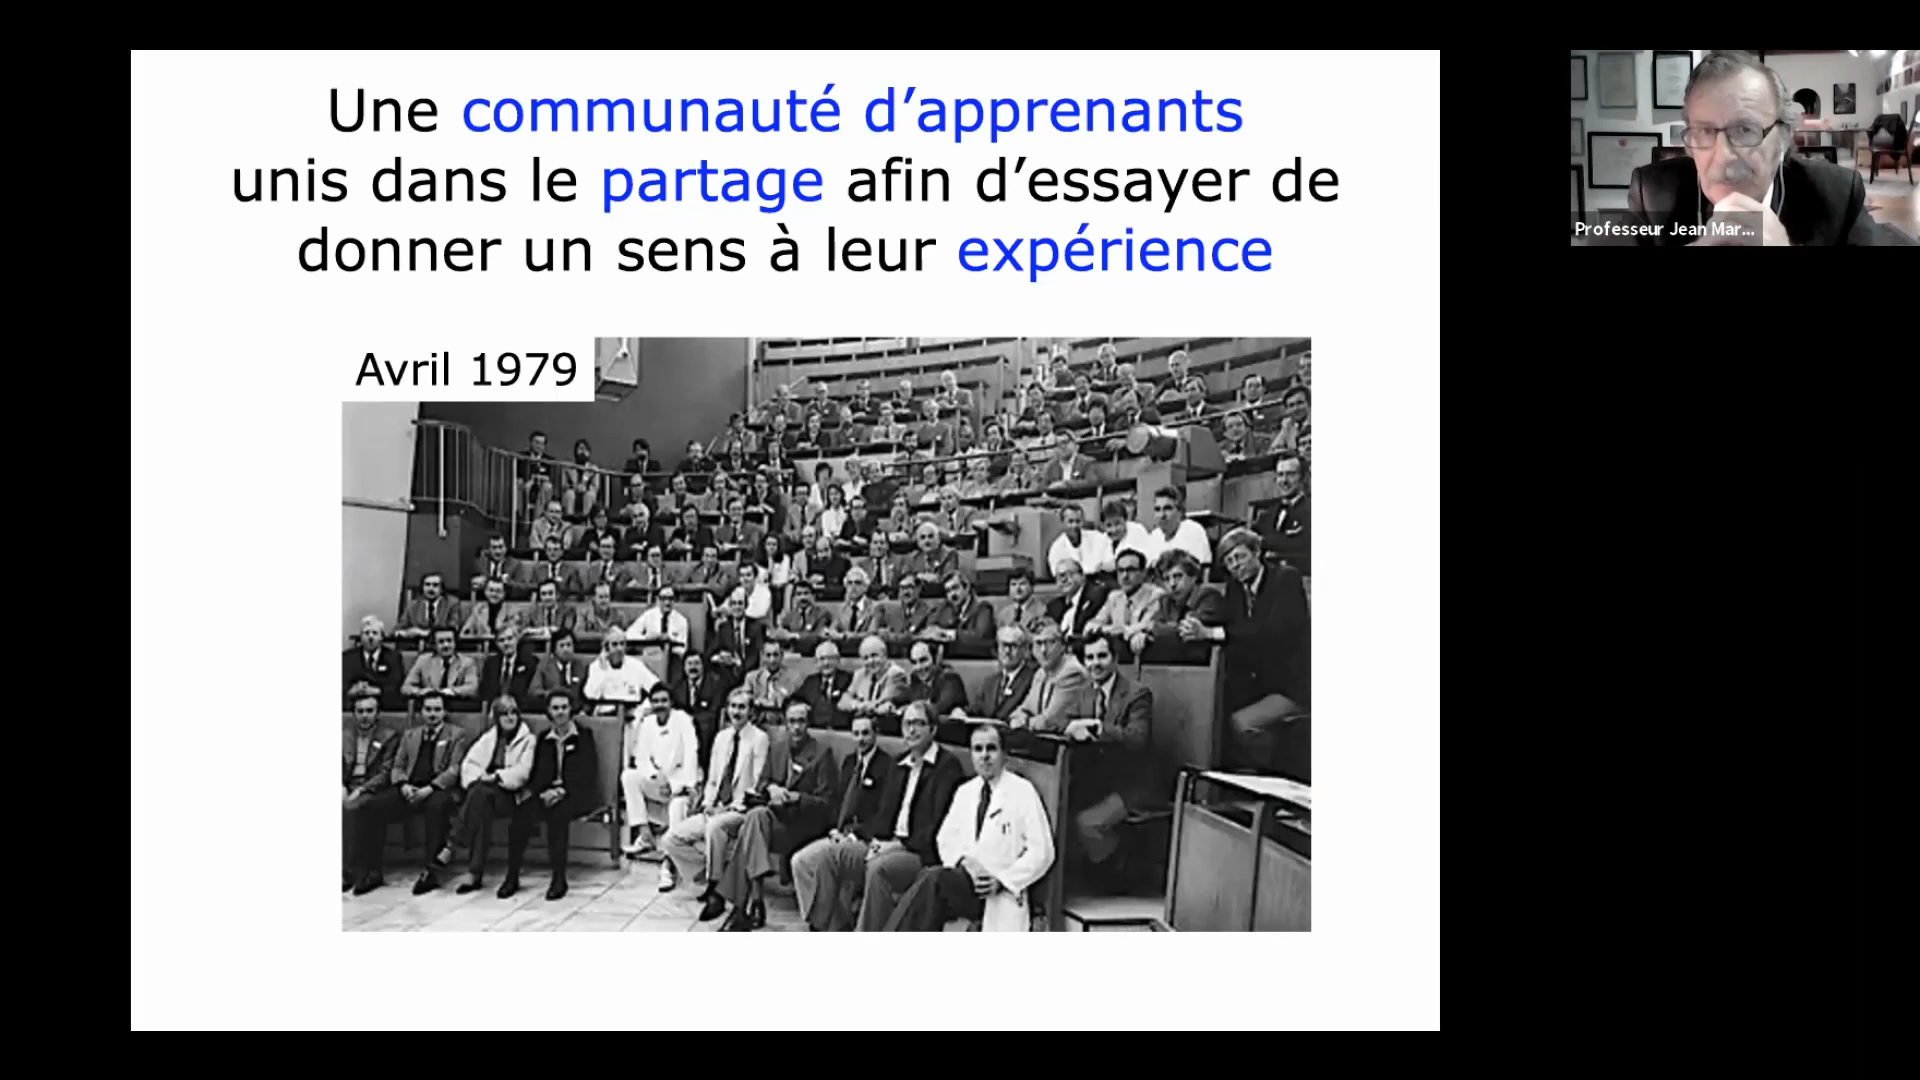 Une communauté d’apprenants
unis dans le partage afin d’essayer de
donner un sens à leur expérience
Avril 1979
Professeur Jean Mar...